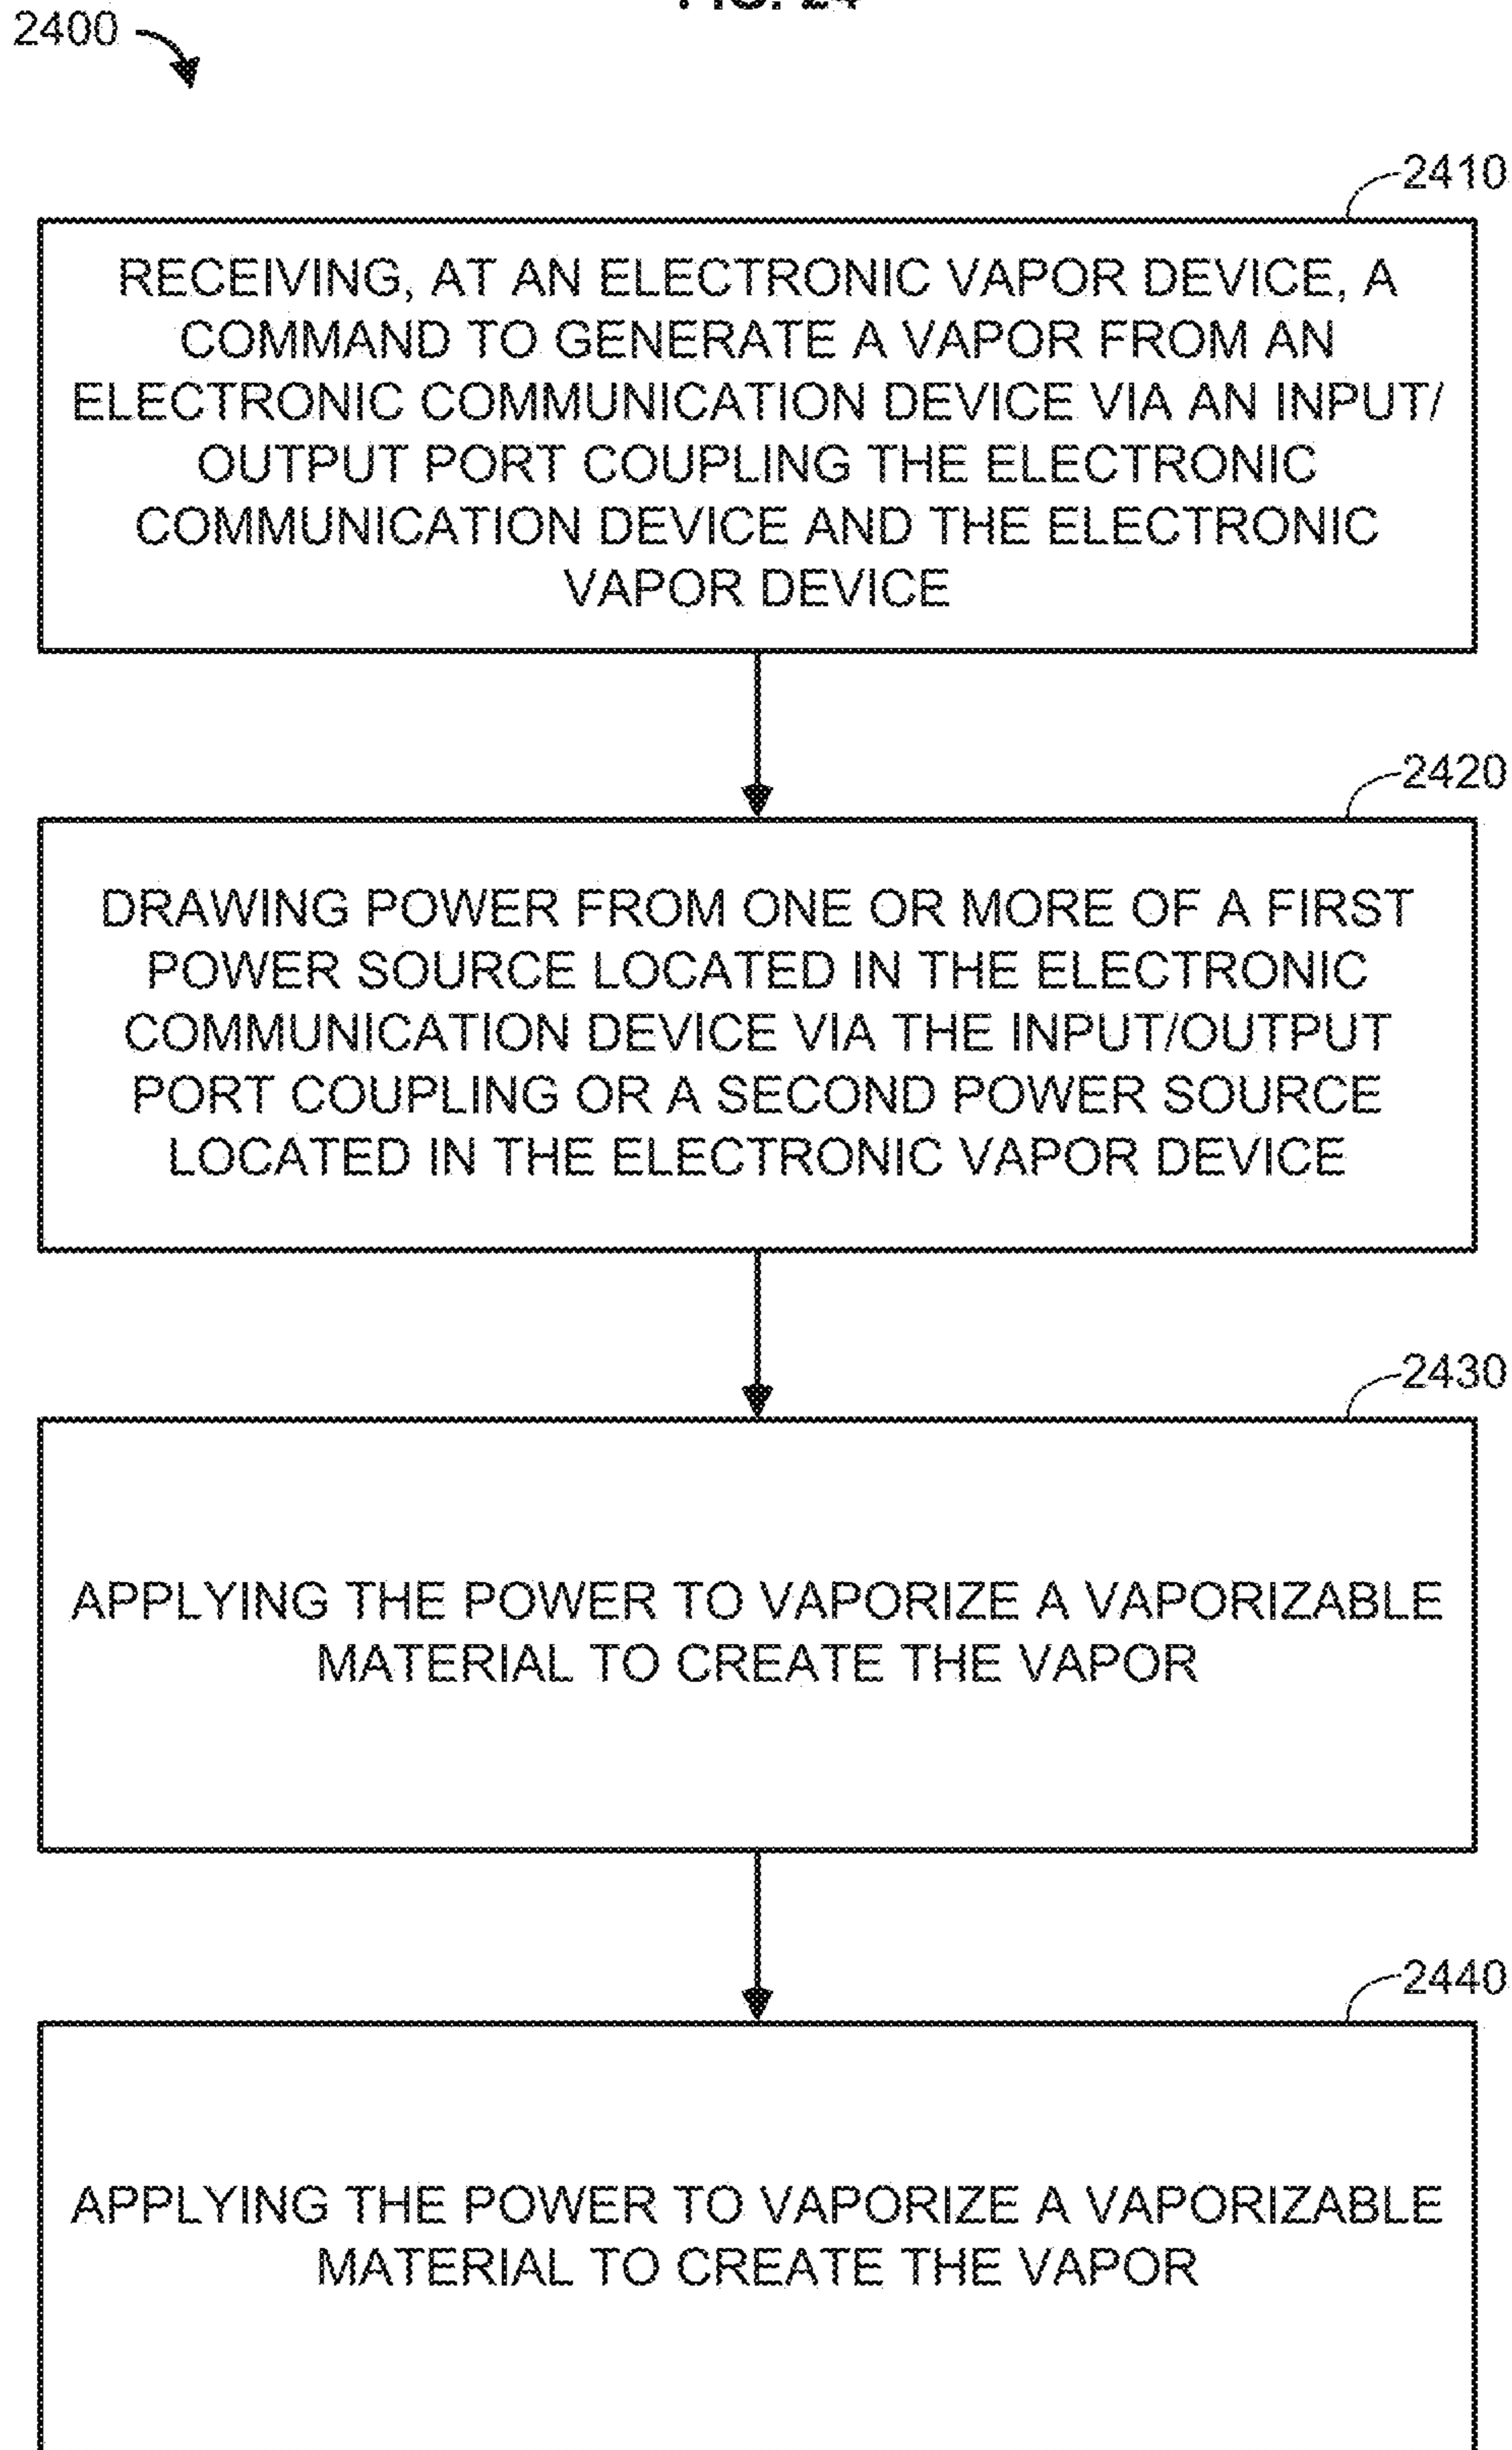 2400
2410
RECEIVING, AT AN ELECTRONIC VAPOR DEVICE, A
COMMAND TO GENERATE A VAPOR FROM AN
ELECTRONIC COMMUNICATION DEVICE VIA AN INPUT/
OUTPUT PORT COUPLING THE ELECTRONIC
COMMUNICATION DEVICE AND THE ELECTRONIC
VAPOR DEVICE
2420
DRAWING POWER FROM ONE OR MORE OF A FIRST
POWER SOURCE LOCATED IN THE ELECTRONIC
COMMUNICATION DEVICE VIA THE INPUT/OUTPUT
PORT COUPLING OR A SECOND POWER SOURCE
LOCATED IN THE ELECTRONIC VAPOR DEVICE
2430
APPLYING THE POWER TO VAPORIZE A VAPORIZABLE
MATERIAL TO CREATE THE VAPOR
2440
APPLYING THE POWER TO VAPORIZE A VAPORIZABLE
MATERIAL TO CREATE THE VAPOR